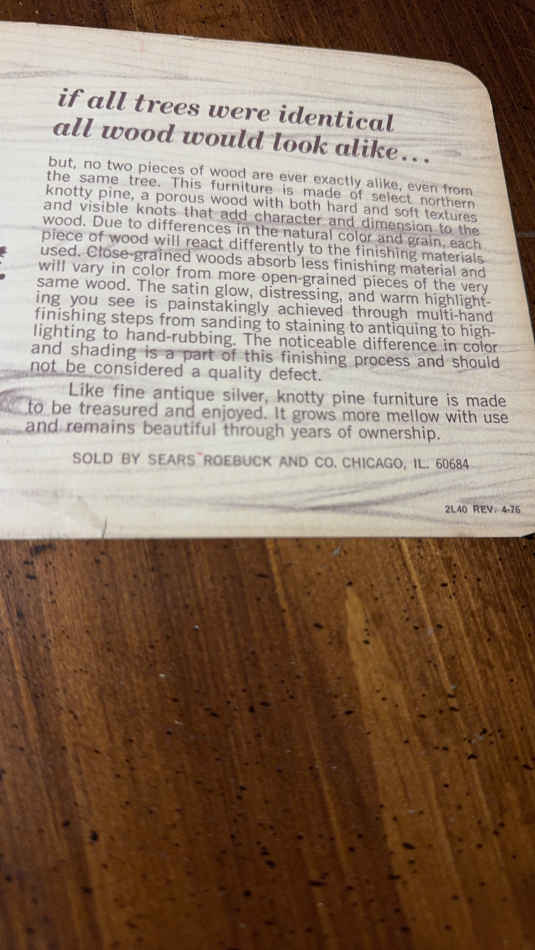 if all trees were identical
all wood would look alike...
but, no two pieces of wood are ever exactly alike, even from
the same tree. This furniture is made of select northern
knotty pine, a porous wood with both hard and soft textures
and visible knots that add character and dimension to the
wood. Due to differences in the natural color and grain, each
piece of wood will react differently to the finishing materials
used. Close-grained woods absorb less finishing material and
will vary in color from more open-grained pieces of the very
same wood. The satin glow, distressing, and warm highlight-
ing you see is painstakingly achieved through multi-hand
finishing steps from sanding to staining to antiquing to high-
lighting to hand-rubbing. The noticeable difference in color
and shading is a part of this finishing process and should
not be considered a quality defect.
Like fine antique silver, knotty pine furniture is made
to be treasured and enjoyed. It grows more mellow with use
and remains beautiful through years of ownership.
SOLD BY SEARS ROEBUCK AND CO. CHICAGO, IL. 60684
2L40 REV. 4-76